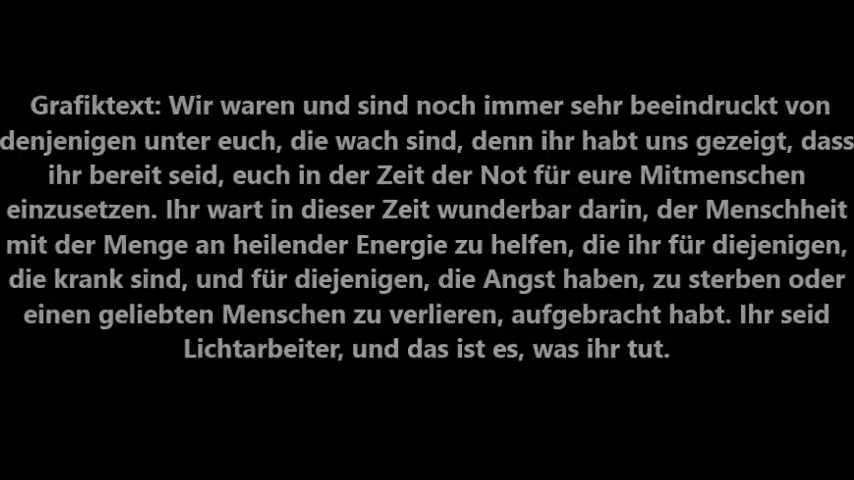 Grafiktext: Wir waren und sind noch immer sehr beeindruckt von
denjenigen unter euch, die wach sind, denn ihr habt uns gezeigt, dass
ihr bereit seid, euch in der Zeit der Not für eure Mitmenschen
einzusetzen. Ihr wart in dieser Zeit wunderbar darin, der Menschheit
mit der Menge an heilender Energie zu helfen, die ihr für diejenigen,
die krank sind, und für diejenigen, die Angst haben, zu sterben oder
einen geliebten Menschen zu verlieren, aufgebracht habt. Ihr seid
Lichtarbeiter, und das ist es, was ihr tut.